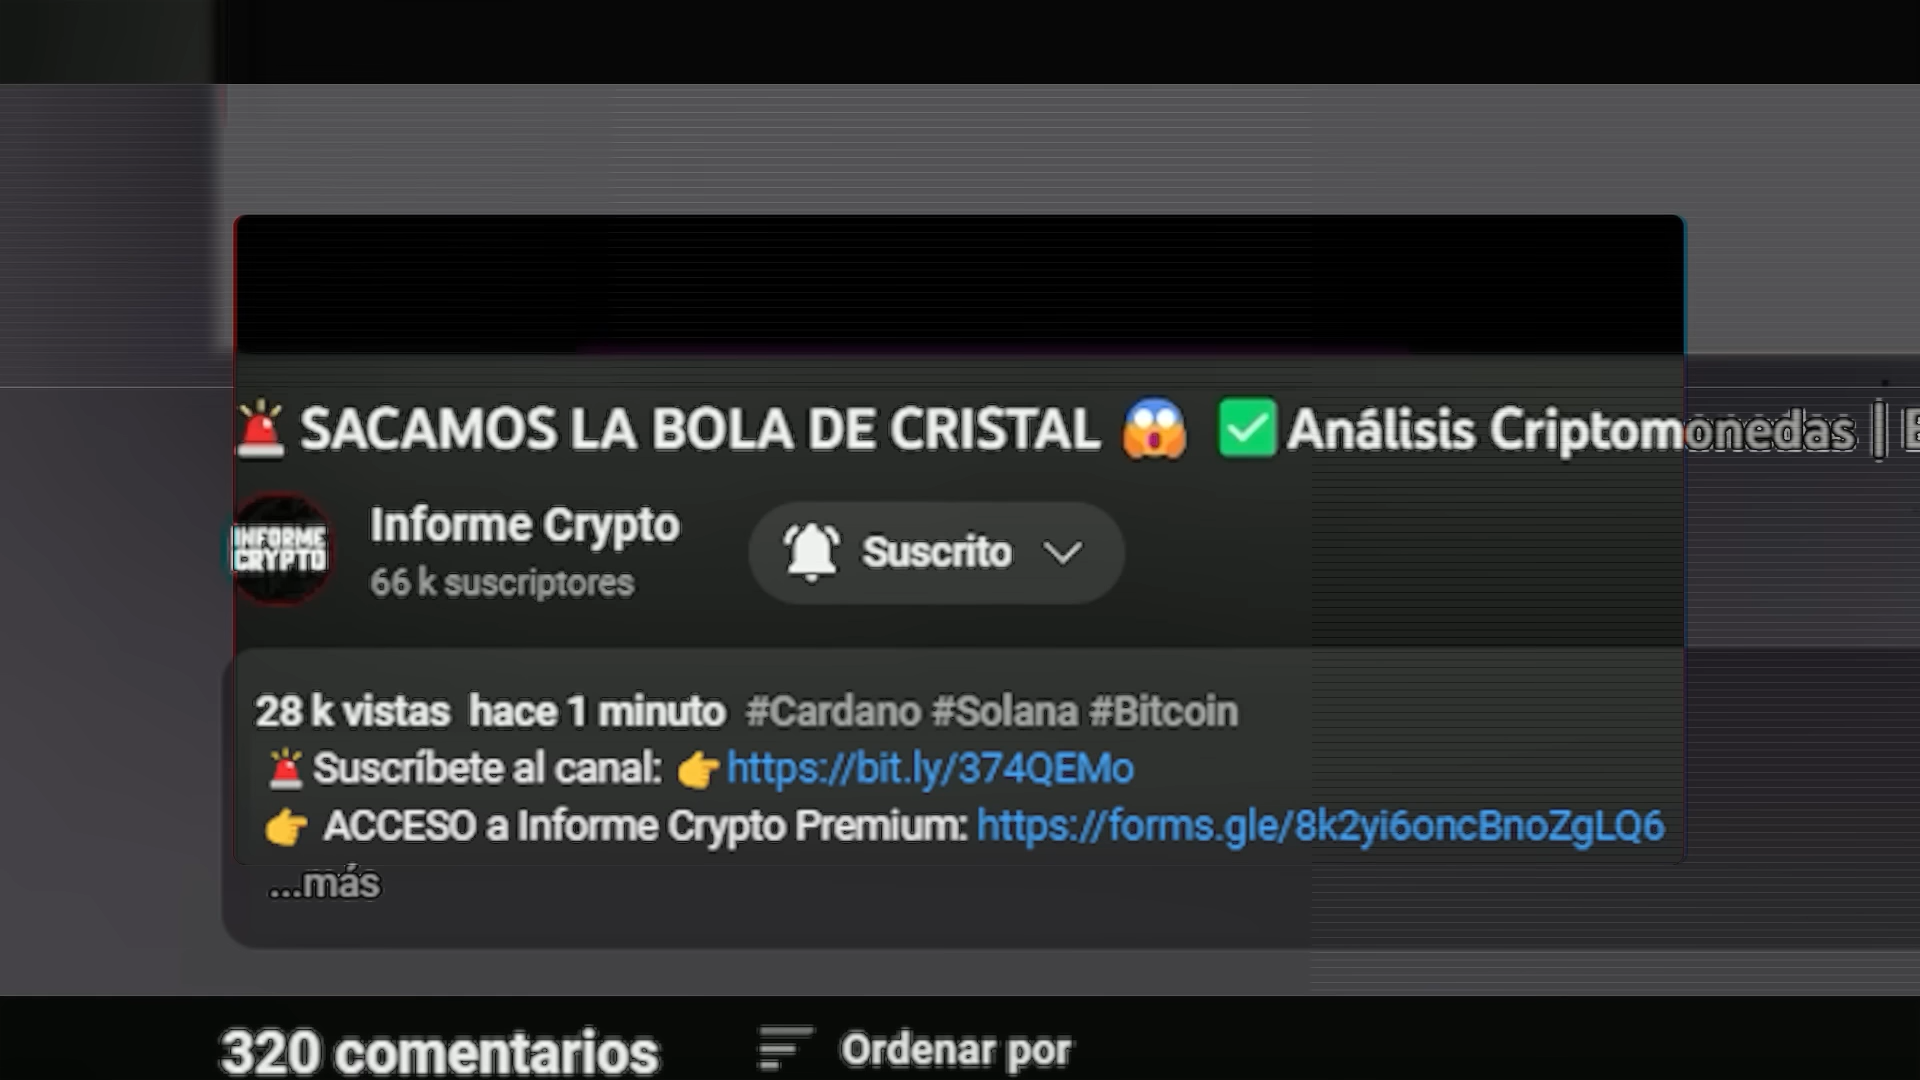 🚨 SACAMOS LA BOLA DE CRISTAL 😱 ✅ Análisis Criptomonedas |
INFORME
CRYPTO
Informe Crypto
66 k suscriptores
Suscrito
28 k vistas hace 1 minuto #Cardano #Solana #Bitcoin
🚨 Suscríbete al canal: 👉 https://bit.ly/374QEMo
👉 ACCESO a Informe Crypto Premium: https://forms.gle/8k2yi6oncBnoZgLQ6
...más
320 comentarios
Ordenar por